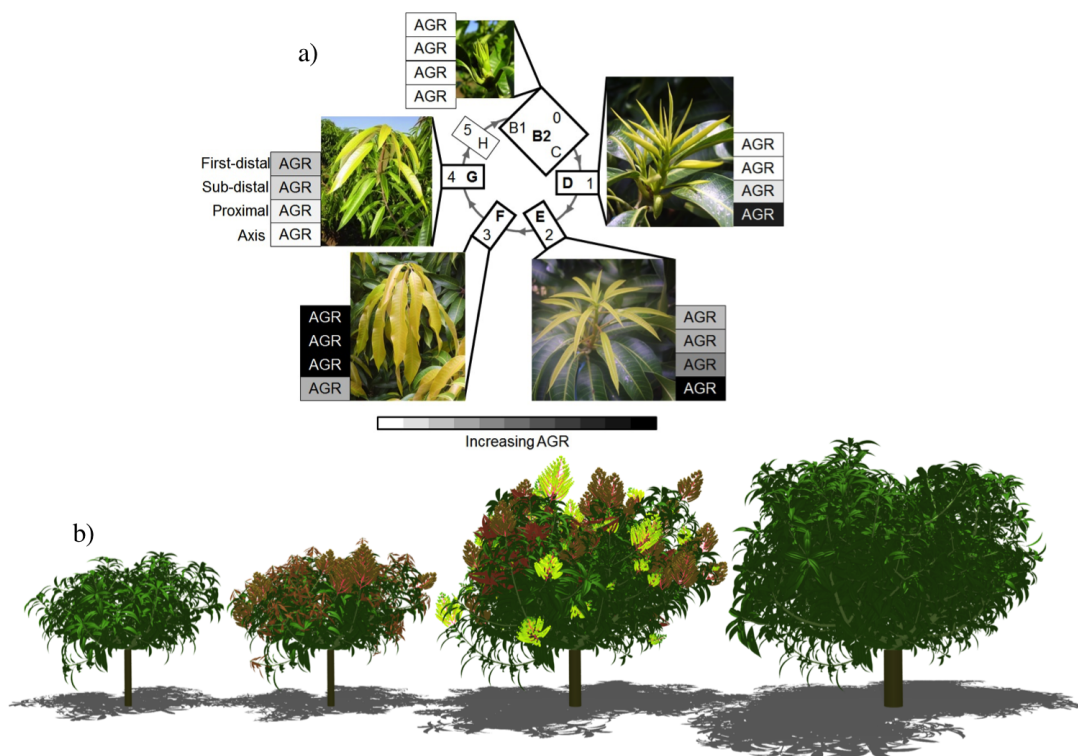 a)
AGR
AGR
AGR
AGR
0
B1 B2
C
5
H
D 1
4 G
F
3
E
2
First-distal AGR
Sub-distal AGR
Proximal AGR
Axis AGR
AGR
AGR
AGR
AGR
AGR
AGR
AGR
AGR
AGR
AGR
AGR
AGR
Increasing AGR
b)